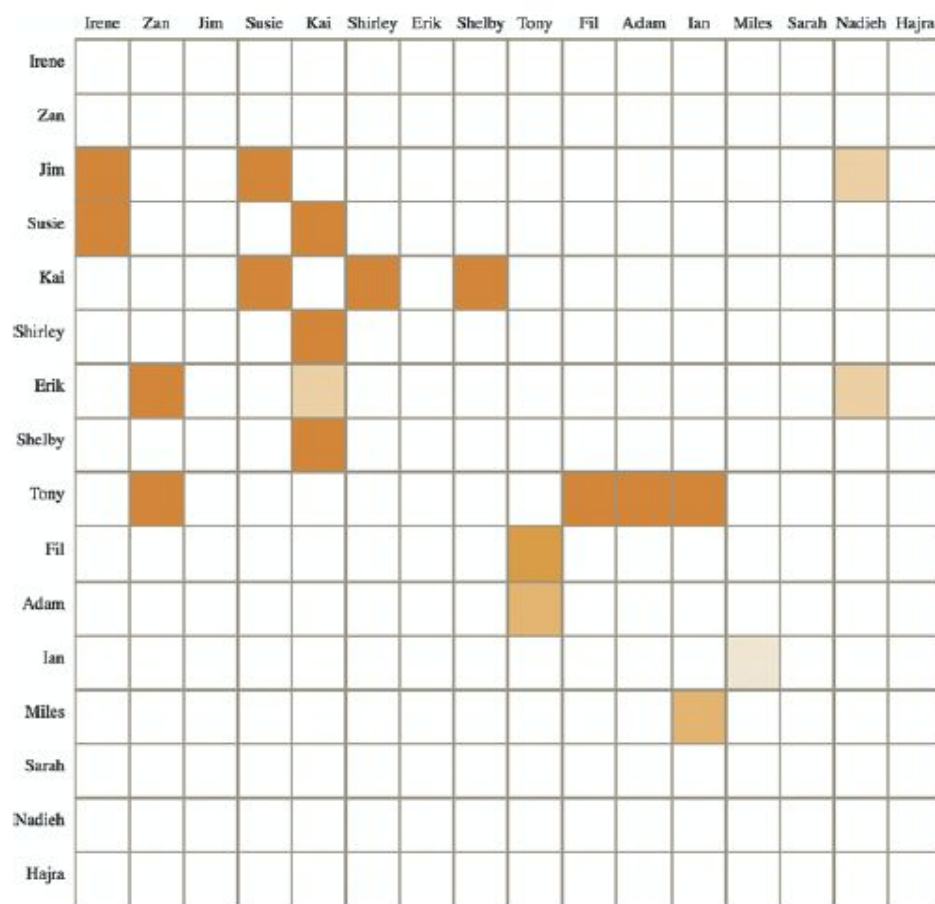 Irene Zan Jim Susie Kai Shirley Erik Shelby Tony Fil Adam Ian Miles Sarah Nadieh Hajra
Irene
Zan
Jim
Susie
Kai
Shirley
Erik
Shelby
Tony
Fil
Adam
Ian
Miles
Sarah
Nadieh
Hajra